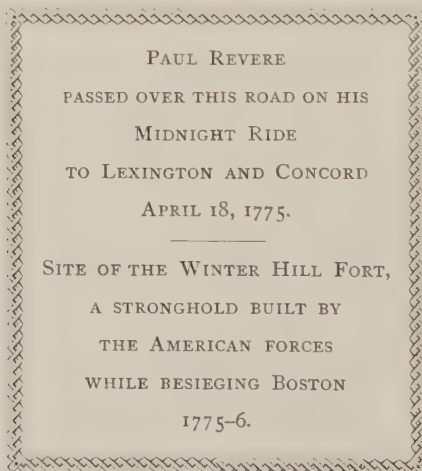 PAUL REVERE
PASSED OVER THIS ROAD ON HIS
MIDNIGHT RIDE
TO LEXINGTON AND CONCORD
APRIL 18, 1775.
SITE OF THE WINTER HILL FORT,
A STRONGHOLD BUILT BY
THE AMERICAN FORCES
WHILE BESIEGING BOSTON
1775–6.